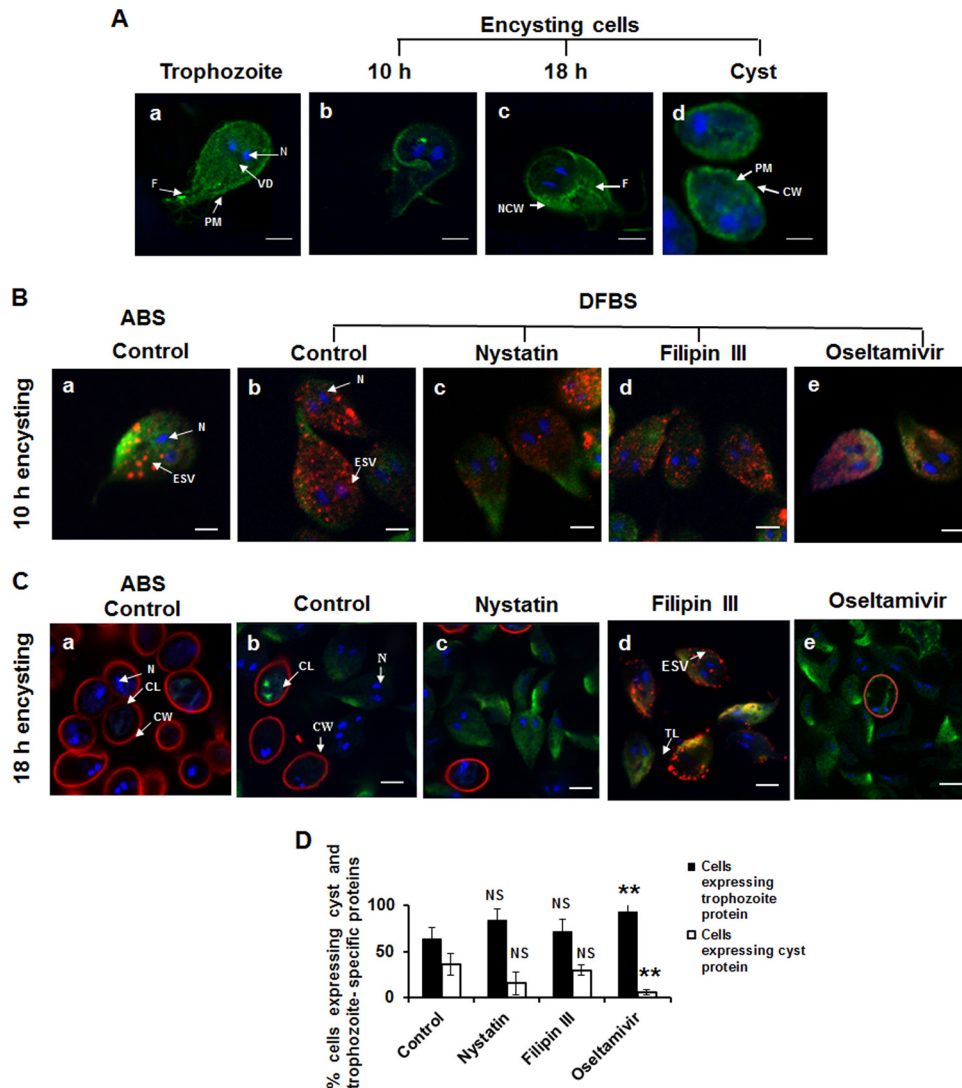 A
Encysting cells
Trophozoite 10 h 18 h Cyst
a b c d
N
VD
F
PM
F
NCW
PM
CW
B
ABS
DFBS
Control Control Nystatin Filipin III Oseltamivir
10 h encysting
a b c d e
N
ESV
N
ESV
C
ABS
Control Control Nystatin Filipin III Oseltamivir
18 h encysting
a b c d e
N
CL
CW
CL
N
CW
ESV
TL
D
% cells expressing cyst and
trophozoite- specific proteins
100
50
0
NS
NS
NS
NS
**
**
Control
Nystatin
Filipin III
Oseltamivir
Cells
expressing
trophozoite
protein
Cells
expressing cyst
protein